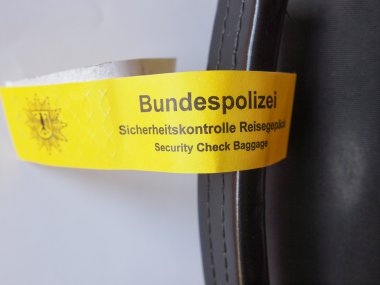 Bundespolizei
Sicherheitskontrolle Reisegepäck
Security Check Baggage